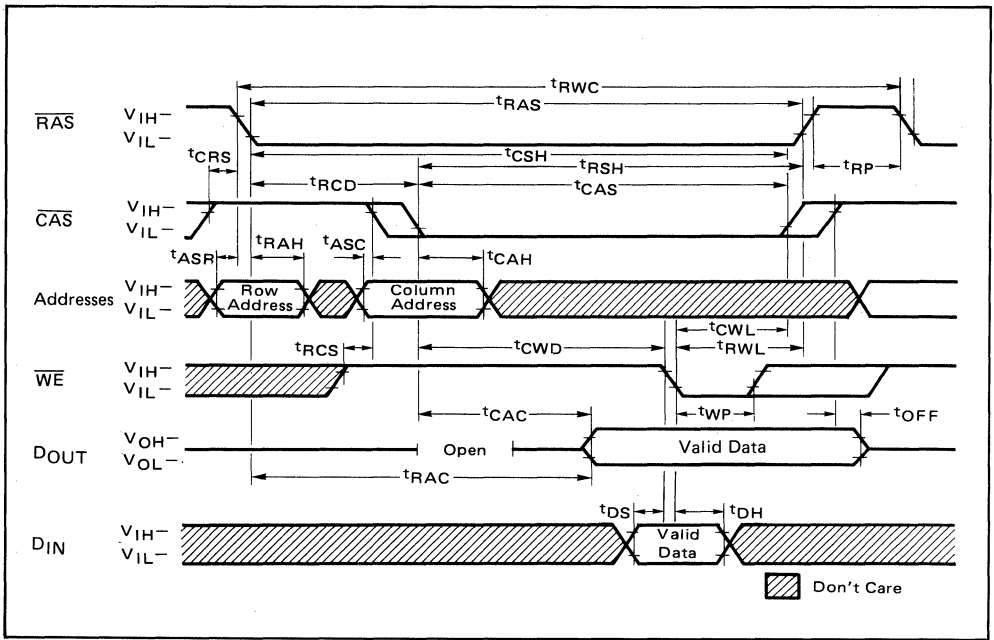 tRWC
tRAS
RAS
VIH–
VIL–
tCRS
tCSH
tRSH
tRP
tRCD
tCAS
CAS
VIH–
VIL–
tASR
tRAH
tASC
tCAH
Addresses
VIH–
VIL–
Row
Address
Column
Address
tCWL
tRCS
tCWD
tRWL
WE
VIH–
VIL–
tCAC
tWP
tOFF
DOUT
VOH–
VOL–
Open
Valid Data
tRAC
tDS
tDH
DIN
VIH–
VIL–
Valid
Data
Don't Care